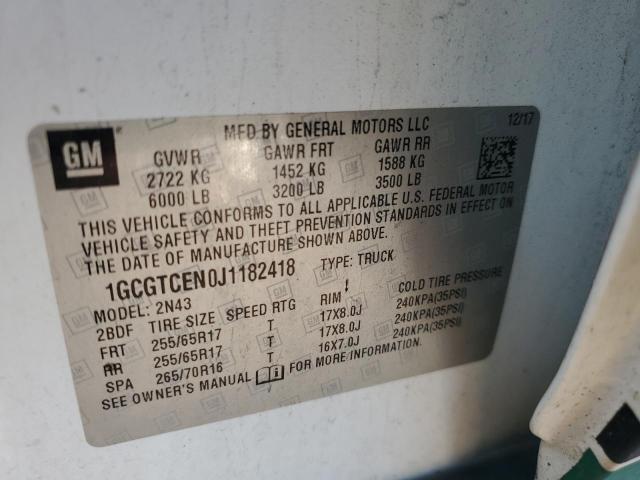 GM
MFD BY GENERAL MOTORS LLC
12/17
GVWR GAWR FRT GAWR RR
2722 KG 1452 KG 1588 KG
6000 LB 3200 LB 3500 LB
THIS VEHICLE CONFORMS TO ALL APPLICABLE U.S. FEDERAL MOTOR
VEHICLE SAFETY AND THEFT PREVENTION STANDARDS IN EFFECT ON
THE DATE OF MANUFACTURE SHOWN ABOVE.
1GCGTCEN0J1182418 TYPE: TRUCK
MODEL: 2N43
2BDF TIRE SIZE SPEED RTG RIM COLD TIRE PRESSURE
FRT 255/65R17 T 17X8.0J 240KPA(35PSI)
RR 255/65R17 T 17X8.0J 240KPA(35PSI)
SPA 265/70R16 T 16X7.0J 240KPA(35PSI)
SEE OWNER'S MANUAL FOR MORE INFORMATION.